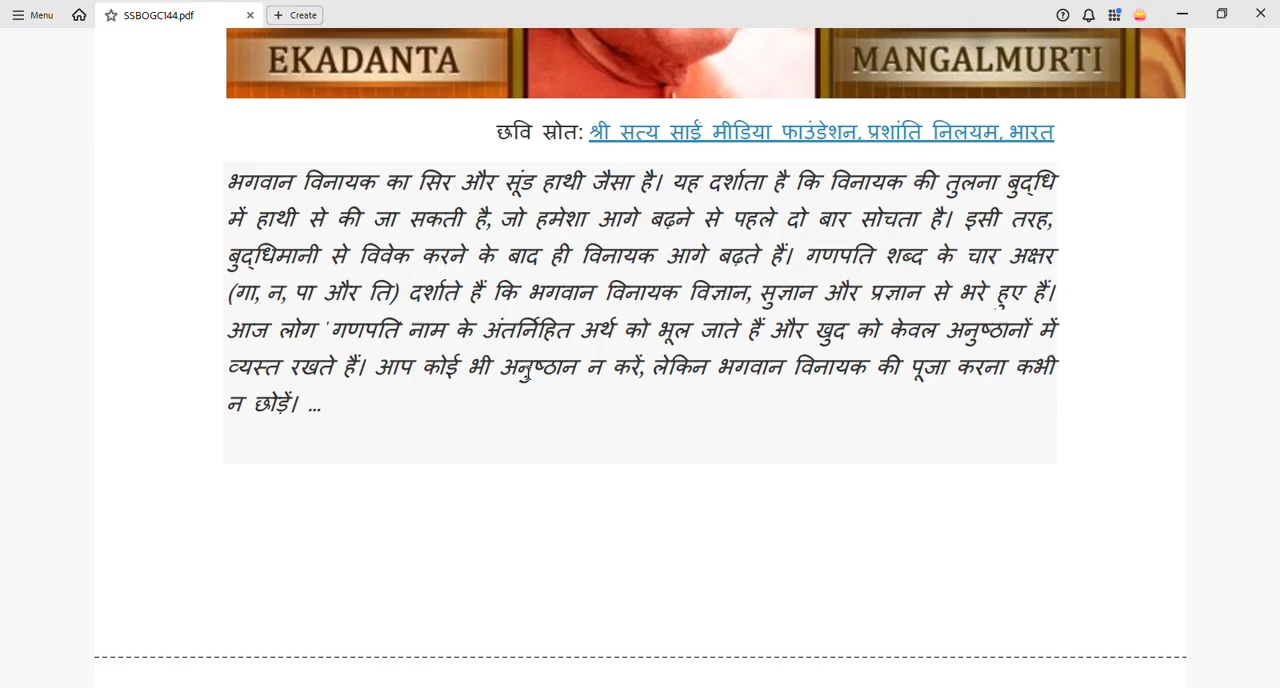 Menu
SSBOGC144.pdf
Create
EKADANTA
MANGALMURTI
छवि स्रोत: श्री सत्य साईं मीडिया फाउंडेशन, प्रशांति निलयम, भारत
भगवान विनायक का सिर और सूंड हाथी जैसा है। यह दर्शाता है कि विनायक की तुलना बुद्धि
में हाथी से की जा सकती है, जो हमेशा आगे बढ़ने से पहले दो बार सोचता है। इसी तरह,
बुद्धिमानी से विवेक करने के बाद ही विनायक आगे बढ़ते हैं। गणपति शब्द के चार अक्षर
(गा, न, पा और ति) दर्शाते हैं कि भगवान विनायक विज्ञान, सुज्ञान और प्रज्ञान से भरे हुए हैं।
आज लोग 'गणपति' नाम के अंतर्निहित अर्थ को भूल जाते हैं और खुद को केवल अनुष्ठानों में
व्यस्त रखते हैं। आप कोई भी अनुष्ठान न करें, लेकिन भगवान विनायक की पूजा करना कभी
न छोड़ें। ...